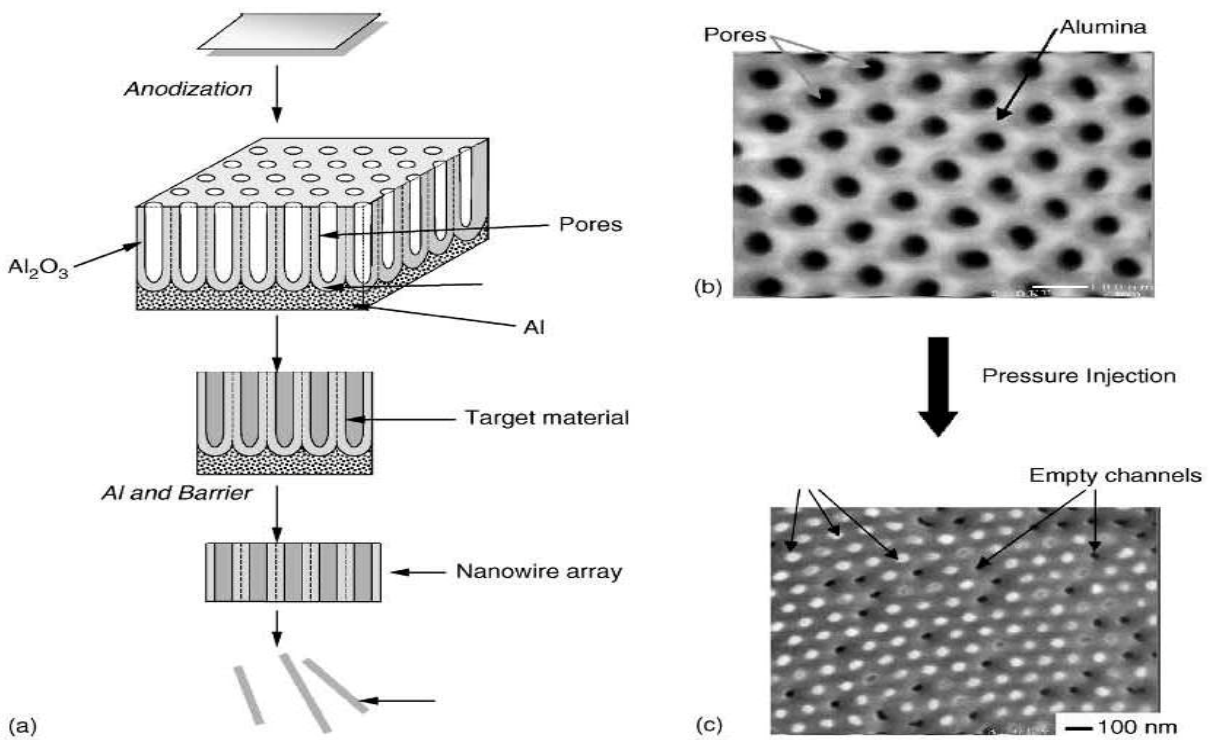 Anodization
Pores
Al2O3
Al
Target material
Al and Barrier
Nanowire array
(a)
Pores
Alumina
(b)
Pressure Injection
Empty channels
(c)
100 nm